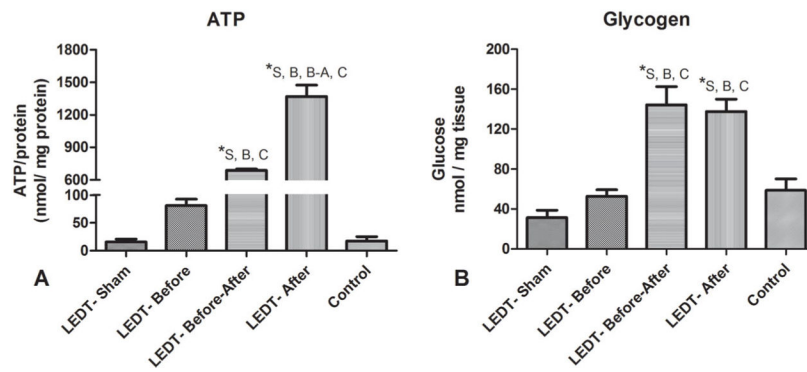 ATP
ATP/protein
(nmol/ mg protein)
1800
1500
1200
900
600
100
50
0
*S, B, C
*S, B, B-A, C
LEDT- Sham
LEDT- Before
LEDT- Before-After
LEDT- After
Control
A
Glycogen
Glucose
nmol / mg tissue
200
160
120
80
40
0
*S, B, C
*S, B, C
LEDT- Sham
LEDT- Before
LEDT- Before-After
LEDT- After
Control
B